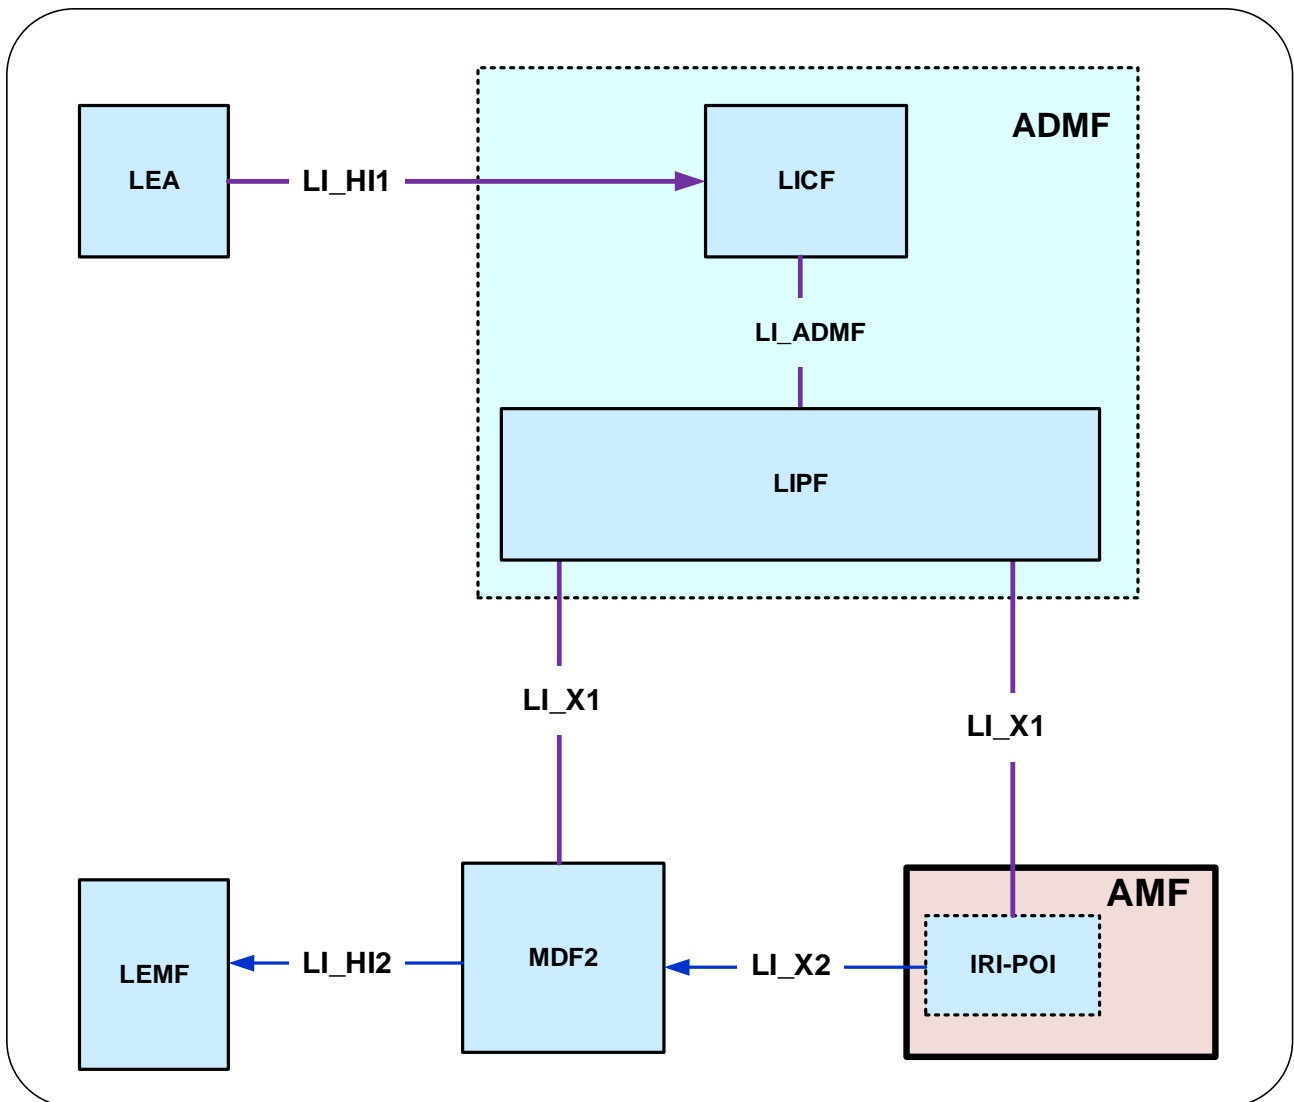 ADMF
LEA
LI_HI1
LICF
LI_ADMF
LIPF
LI_X1
LI_X1
AMF
LEMF
LI_HI2
MDF2
LI_X2
IRI-POI